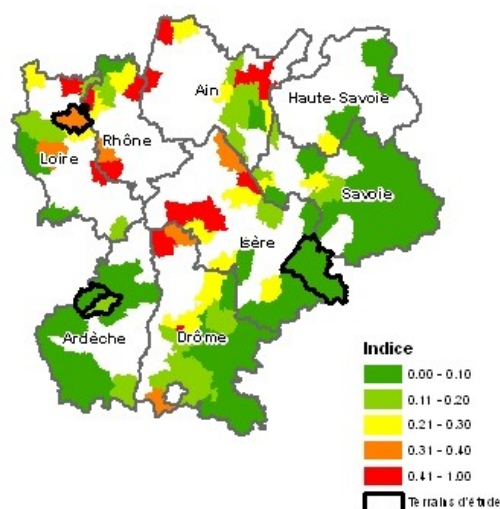 Ain
Haute-Savoie
Rhône
Loire
Savoie
Isère
Ardèche
Drôme
Indice
0.00 - 0.10
0.11 - 0.20
0.21 - 0.30
0.31 - 0.40
0.41 - 1.00
Terrains d'étude